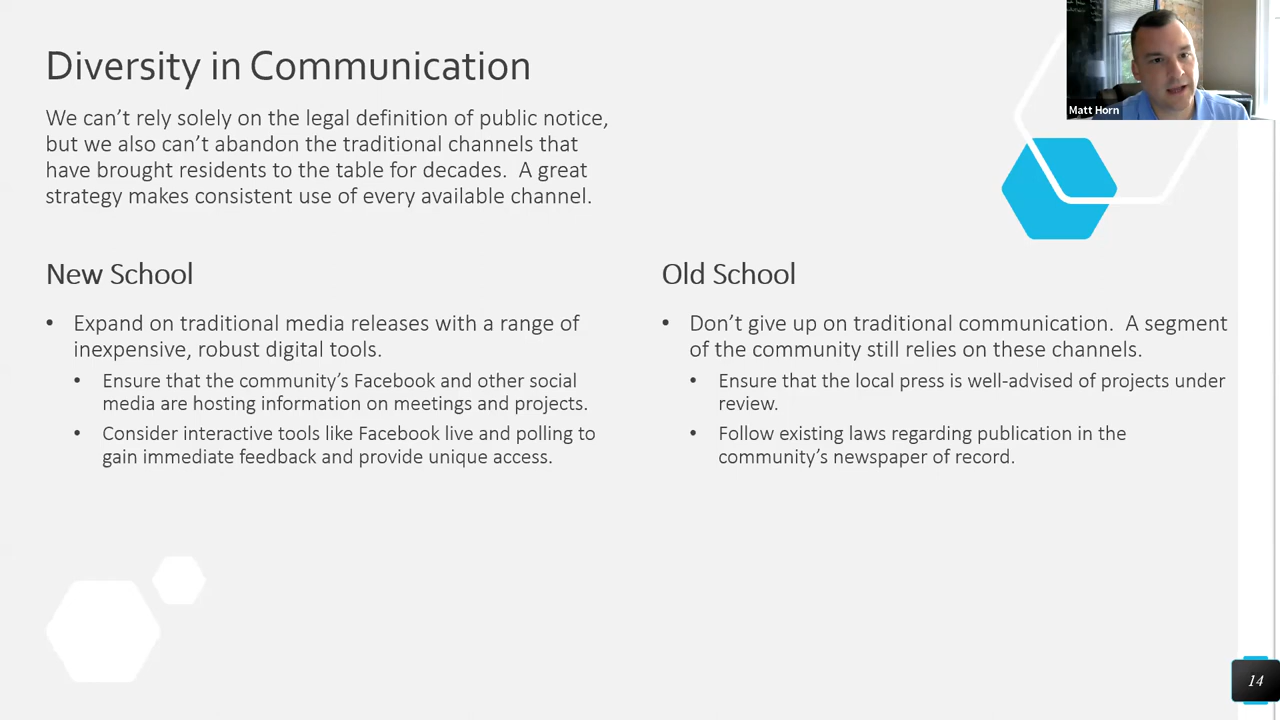 Diversity in Communication
We can't rely solely on the legal definition of public notice,
but we also can't abandon the traditional channels that
have brought residents to the table for decades.  A great
strategy makes consistent use of every available channel.
New School
• Expand on traditional media releases with a range of
inexpensive, robust digital tools.
• Ensure that the community's Facebook and other social
media are hosting information on meetings and projects.
• Consider interactive tools like Facebook live and polling to
gain immediate feedback and provide unique access.
Old School
• Don't give up on traditional communication.  A segment
of the community still relies on these channels.
• Ensure that the local press is well-advised of projects under
review.
• Follow existing laws regarding publication in the
community's newspaper of record.
Matt Horn
14